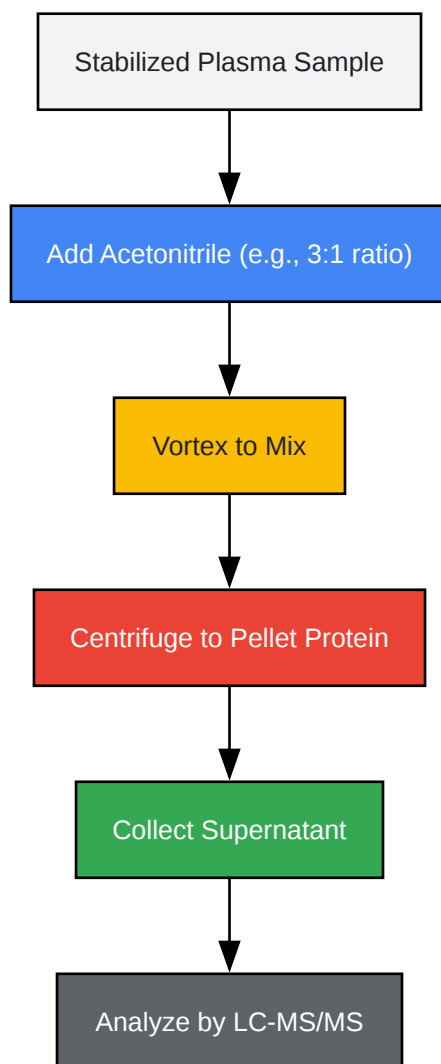 Stabilized Plasma Sample
Add Acetonitrile (e.g., 3:1 ratio)
Vortex to Mix
Centrifuge to Pellet Protein
Collect Supernatant
Analyze by LC-MS/MS